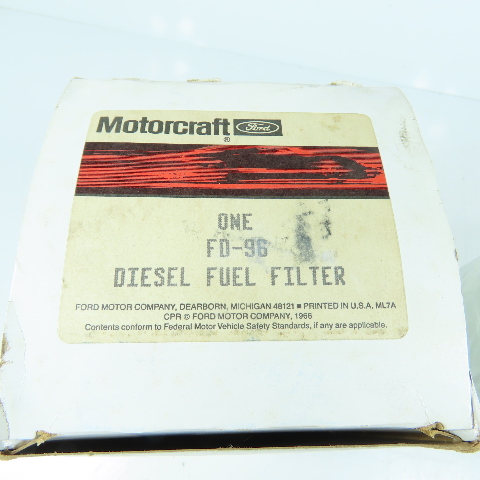 Motorcraft Ford
®
ONE
FD-96
DIESEL FUEL FILTER
FORD MOTOR COMPANY, DEARBORN, MICHIGAN 48121 ■ PRINTED IN U.S.A. ML7A
CPR © FORD MOTOR COMPANY, 1966
Contents conform to Federal Motor Vehicle Safety Standards, if any are applicable.